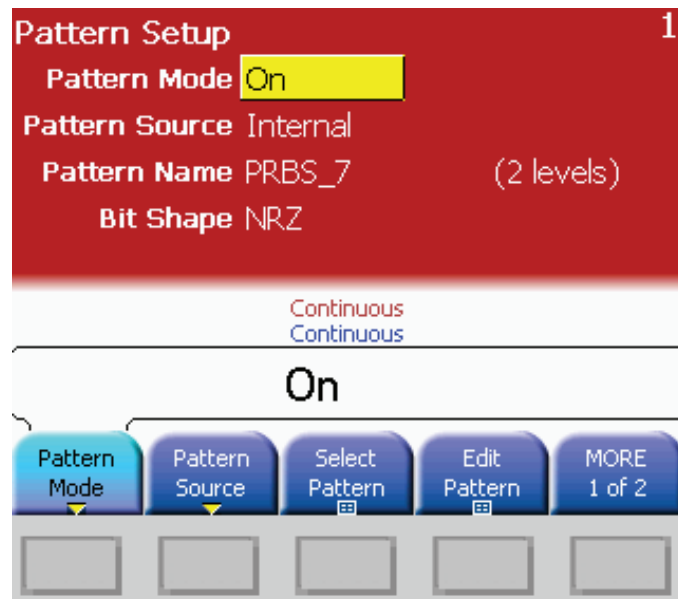 Pattern Setup 1
Pattern Mode On
Pattern Source Internal
Pattern Name PRBS_7 (2 levels)
Bit Shape NRZ
Continuous
Continuous
On
Pattern Mode
Pattern Source
Select Pattern
Edit Pattern
MORE 1 of 2